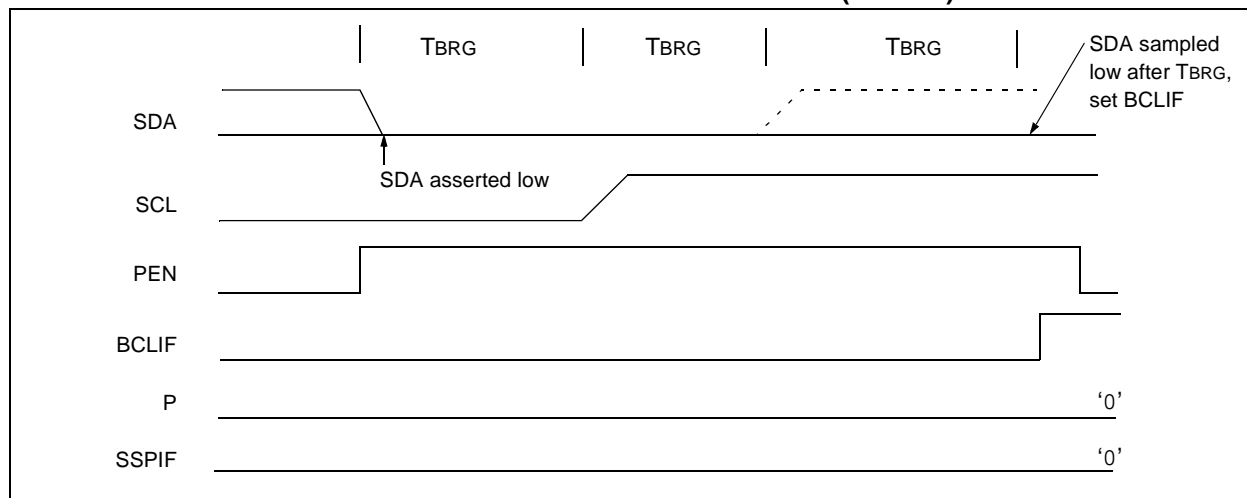 TBRG TBRG TBRG
SDA sampled
low after TBRG,
set BCLIF
SDA
SDA asserted low
SCL
PEN
BCLIF
P
‘0’
SSPIF
‘0’